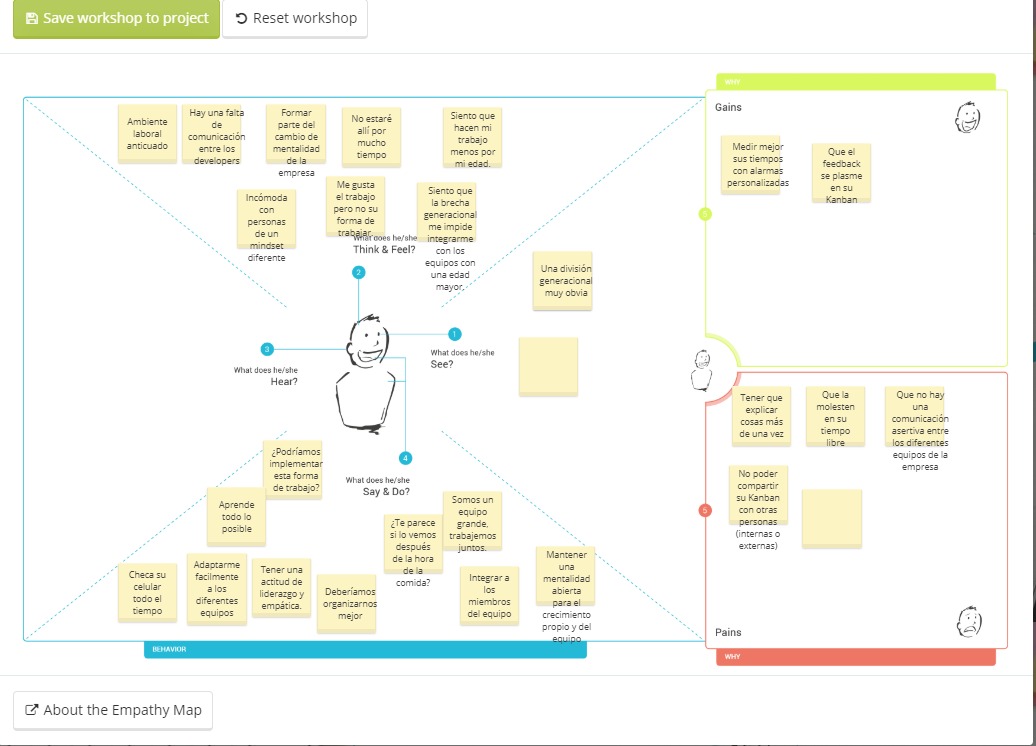 Save workshop to project
Reset workshop
WHY
Gains
Ambiente
laboral
anticuado
Hay una falta
de
comunicación
entre los
developers
Formar
parte del
cambio de
mentalidad
de la
empresa
No estaré
allí por
mucho
tiempo
Siento que
hacen mi
trabajo
menos por
mi edad.
Incómoda
con
personas
de un
mindset
diferente
Me gusta
el trabajo
pero no su
forma de
trabajar.
Siento que
la brecha
generacional
me impide
integrarme
con los
equipos con
una edad
mayor.
What does he/she
Think & Feel?
2
Una división
generacional
muy obvia
1
What does he/she
See?
3
What does he/she
Hear?
4
What does he/she
Say & Do?
¿Podríamos
implementar
esta forma
de trabajo?
Aprende
todo lo
posible
¿Te parece
si lo vemos
después
de la hora
de la
comida?
Somos un
equipo
grande,
trabajemos
juntos.
Checa su
celular
todo el
tiempo
Adaptarme
facilmente
a los
diferentes
equipos
Tener una
actitud de
liderazgo y
empática.
Deberíamos
organizarnos
mejor
Integrar a
los
miembros
del equipo
Mantener
una
mentalidad
abierta
para el
crecimiento
propio y del
equipo
BEHAVIOR
Medir mejor
sus tiempos
con alarmas
personalizadas
Que el
feedback
se plasme
en su
Kanban
Tener que
explicar
cosas más
de una vez
Que la
molesten
en su
tiempo
libre
Que no hay
una
comunicación
asertiva entre
los diferentes
equipos de la
empresa
No poder
compartir
su Kanban
con otras
personas
(internas o
externas)
5
Pains
WHY
About the Empathy Map